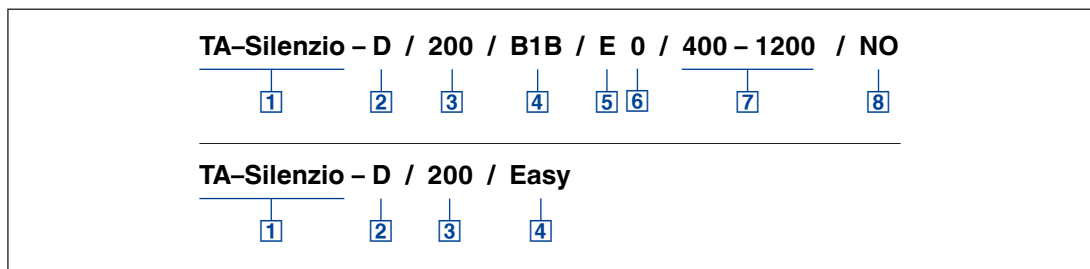 TA–Silenzio – D / 200 / B1B / E 0 / 400 – 1200 / NO
1 2 3 4 5 6 7 8
TA–Silenzio – D / 200 / Easy
1 2 3 4